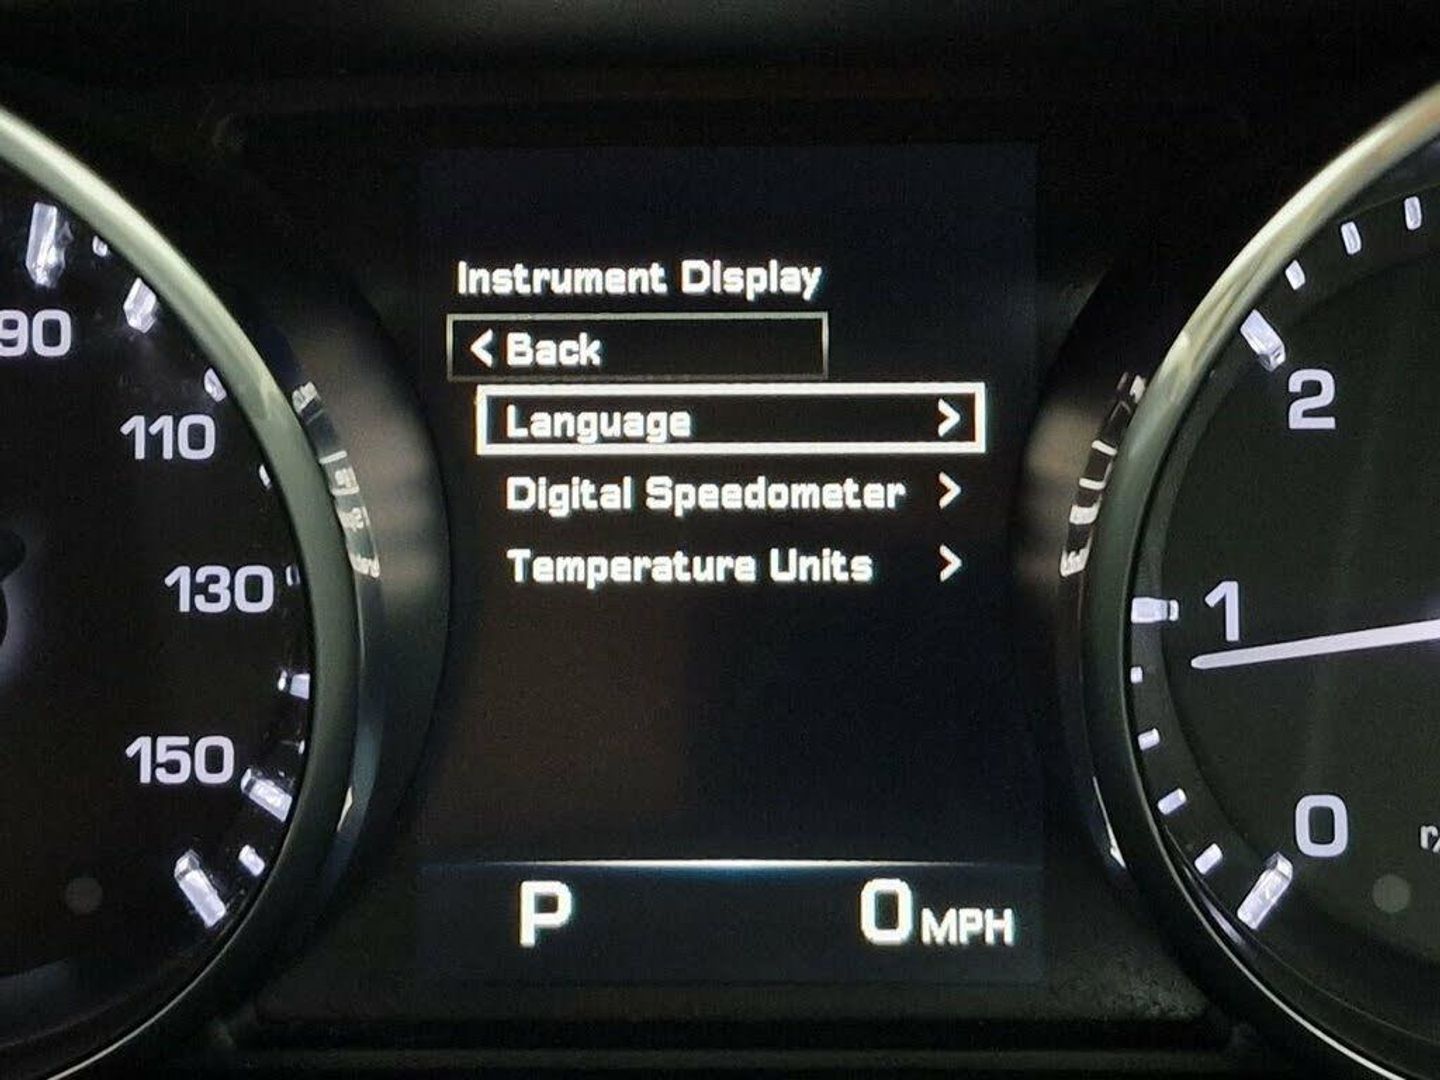 Instrument Display
< Back
Language >
Digital Speedometer >
Temperature Units >
P 0 MPH
90
110
130
150
2
1
0